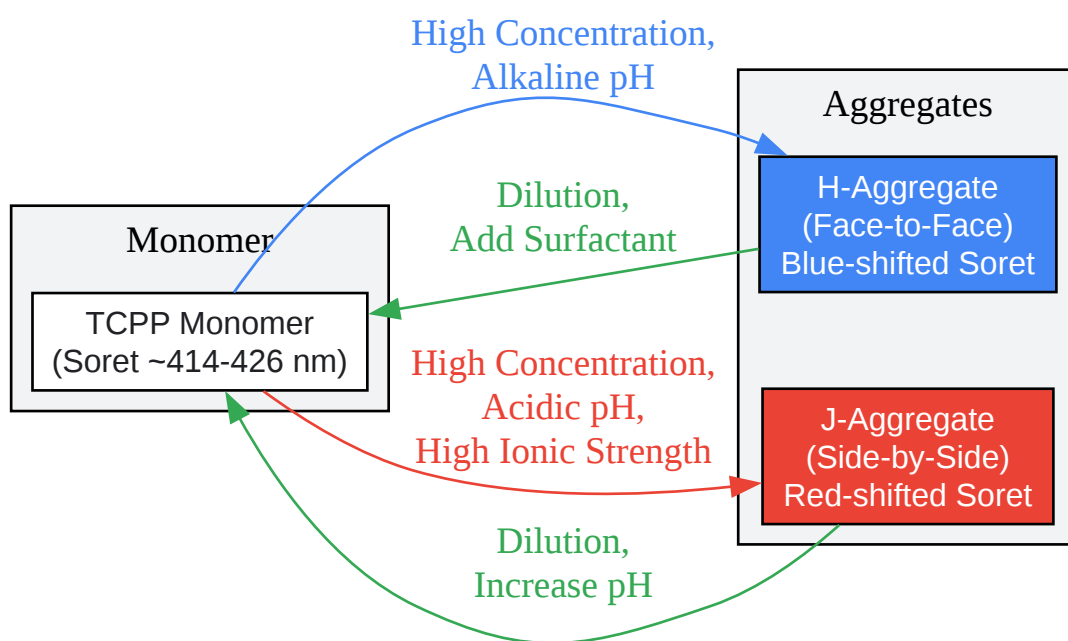 High Concentration,
Alkaline pH
Aggregates
H-Aggregate
(Face-to-Face)
Blue-shifted Soret
Dilution,
Add Surfactant
Monomer
TCPP Monomer
(Soret ~414-426 nm)
High Concentration,
Acidic pH,
High Ionic Strength
J-Aggregate
(Side-by-Side)
Red-shifted Soret
Dilution,
Increase pH